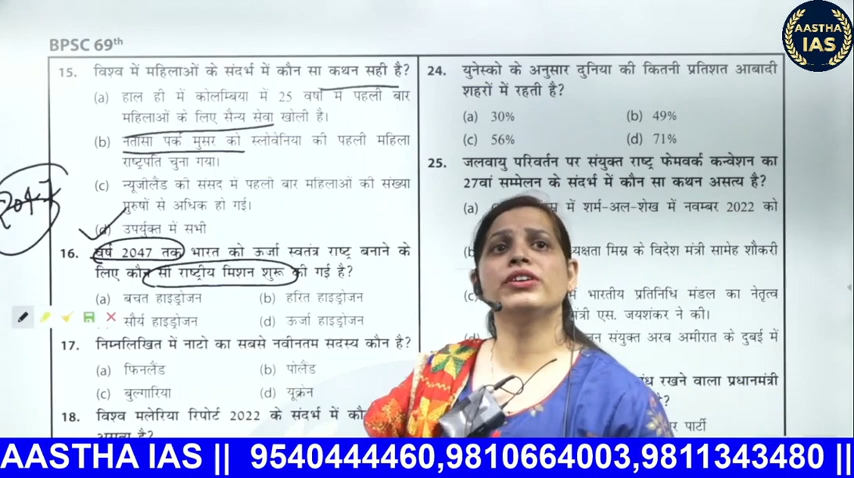 BPSC 69th
15. विश्व में महिलाओं के संदर्भ में कौन सा कथन सही है?
(a) हाल ही में कोलम्बिया में 25 वर्षों में पहली बार
महिलाओं के लिए सैन्य सेवा खोली है।
(b) नतासा पर्क मुसर को स्लोवेनिया की पहली महिला
राष्ट्रपति चुना गया।
(c) न्यूजीलैंड की संसद में पहली बार महिलाओं की संख्या
पुरुषों से अधिक हो गई।
(d) उपर्युक्त में सभी
2047
16. वर्ष 2047 तक भारत को ऊर्जा स्वतंत्र राष्ट्र बनाने के
लिए कौन सा राष्ट्रीय मिशन शुरू की गई है?
(a) बचत हाइड्रोजन (b) हरित हाइड्रोजन
सौर्य हाइड्रोजन (d) ऊर्जा हाइड्रोजन
17. निम्नलिखित में नाटो का सबसे नवीनतम सदस्य कौन है?
(a) फिनलैंड (b) पोलैंड
(c) बुल्गारिया (d) यूक्रेन
18. विश्व मलेरिया रिपोर्ट 2022 के संदर्भ में
असत्य है?
24. युनेस्को के अनुसार दुनिया की कितनी प्रतिशत आबादी
शहरों में रहती है?
(a) 30% (b) 49%
(c) 56% (d) 71%
25. जलवायु परिवर्तन पर संयुक्त राष्ट्र फेमवर्क कन्वेशन का
27वां सम्मेलन के संदर्भ में कौन सा कथन असत्य है?
(a) में शर्म-अल-शेख में नवम्बर 2022 को
(b) मिस्र के विदेश मंत्री सामेह शौकरी
(c) में भारतीय प्रतिनिधि मंडल का नेतृत्व
मंत्री एस. जयशंकर ने की।
(d) संयुक्त अरब अमीरात के दुबई में
रखने वाला प्रधानमंत्री
है?
पार्टी
AASTHA
IAS
AASTHA IAS || 9540444460,9810664003,9811343480 ||